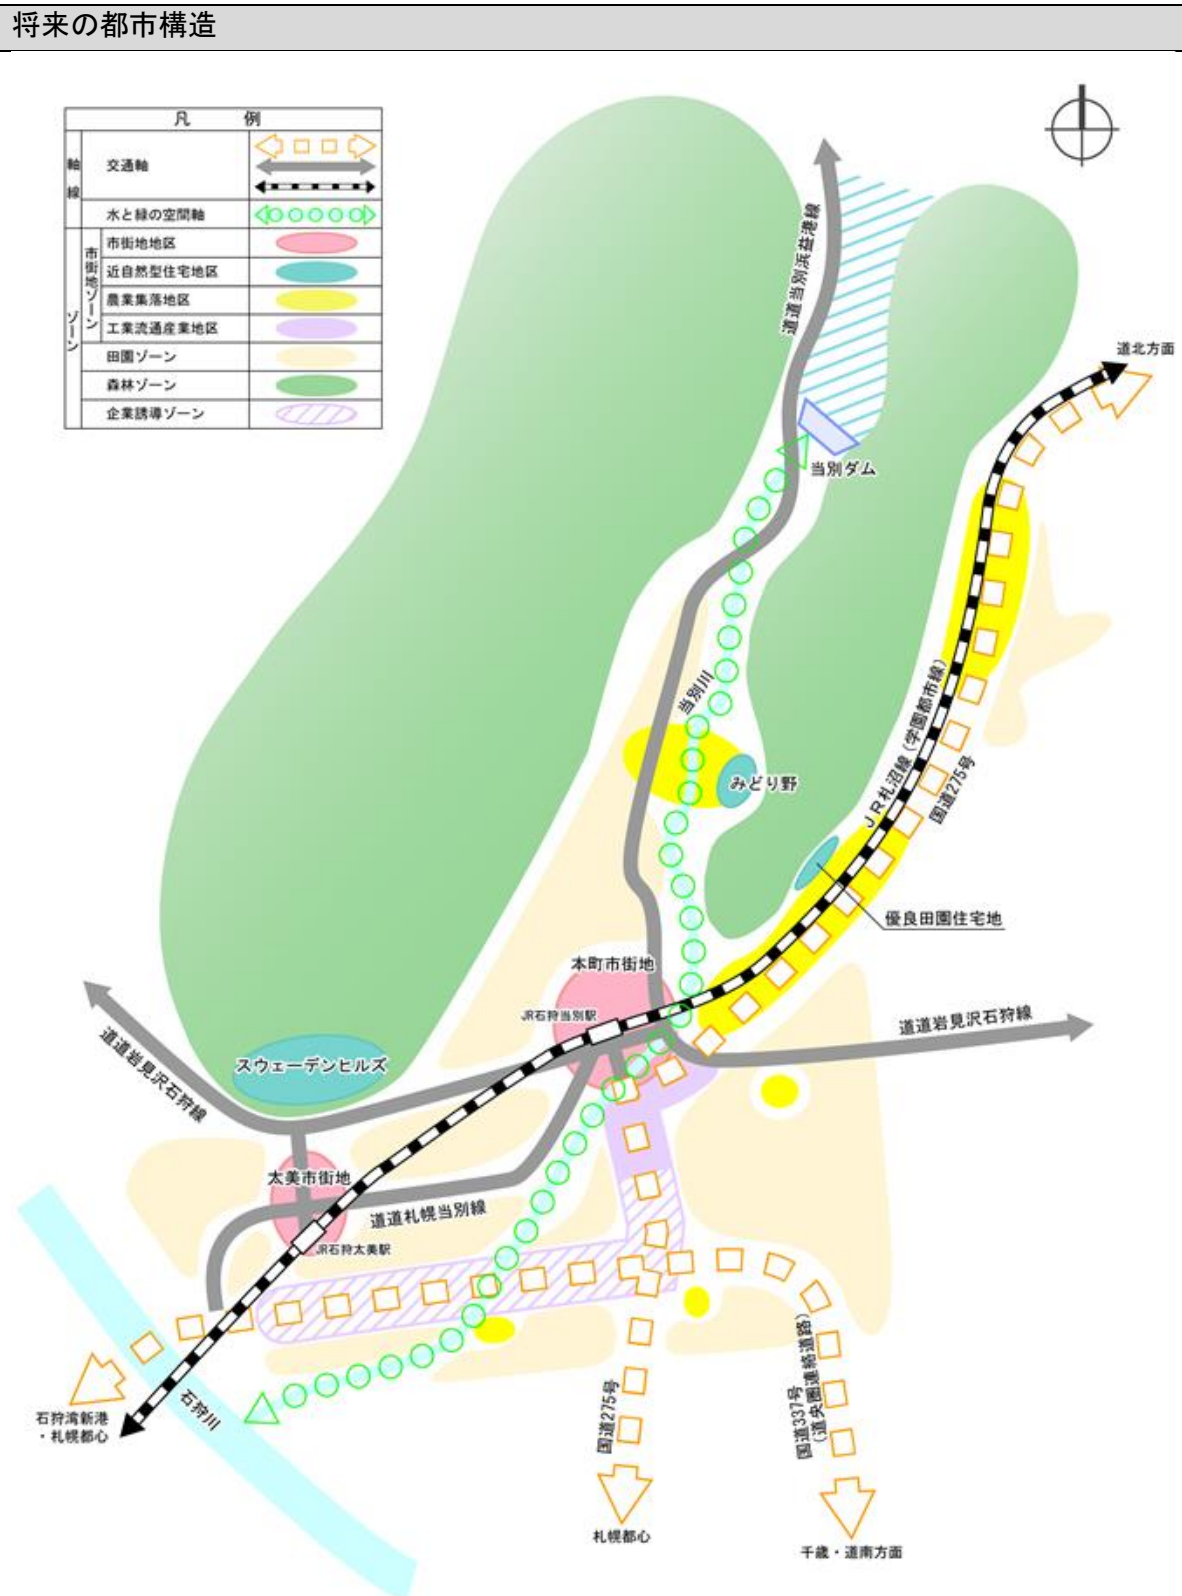 将来の都市構造
凡 例
軸線
交通軸
水と緑の空間軸
ゾーン
市街地ゾーン
市街地地区
近自然型住宅地区
農業集落地区
工業流通産業地区
田園ゾーン
森林ゾーン
企業誘導ゾーン
道道当別浜益港線
道北方面
当別ダム
当別川
JR札沼線(学園都市線)
国道275号
みどり野
優良田園住宅地
本町市街地
JR石狩当別駅
道道岩見沢石狩線
道道岩見沢石狩線
スウェーデンヒルズ
太美市街地
道道札幌当別線
JR石狩太美駅
石狩川
石狩湾新港
・札幌都心
国道275号
国道337号
(道央圏連絡道路)
札幌都心
千歳・道南方面